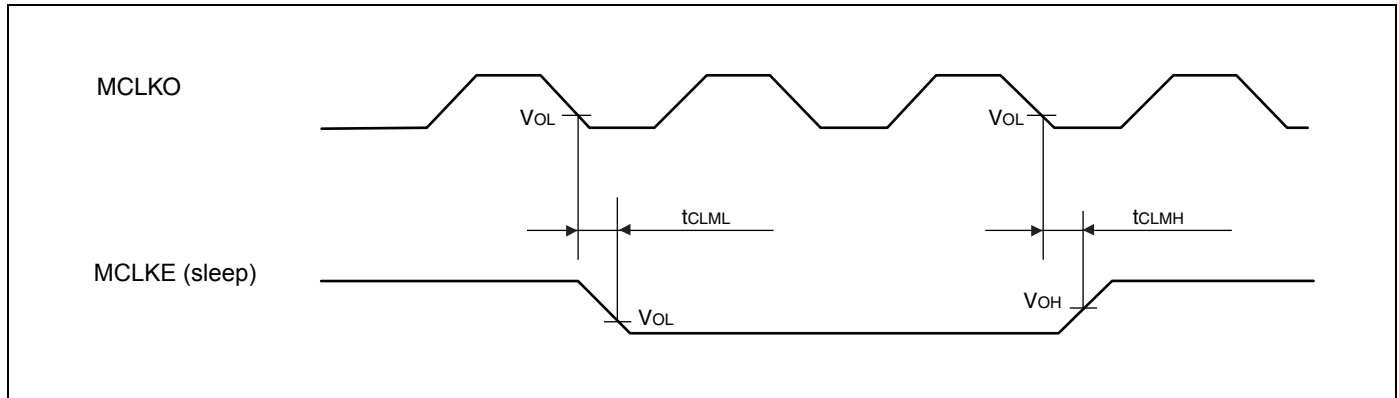 MCLKO
VOL
VOL
tCLML
tCLMH
MCLKE (sleep)
VOL
VOH